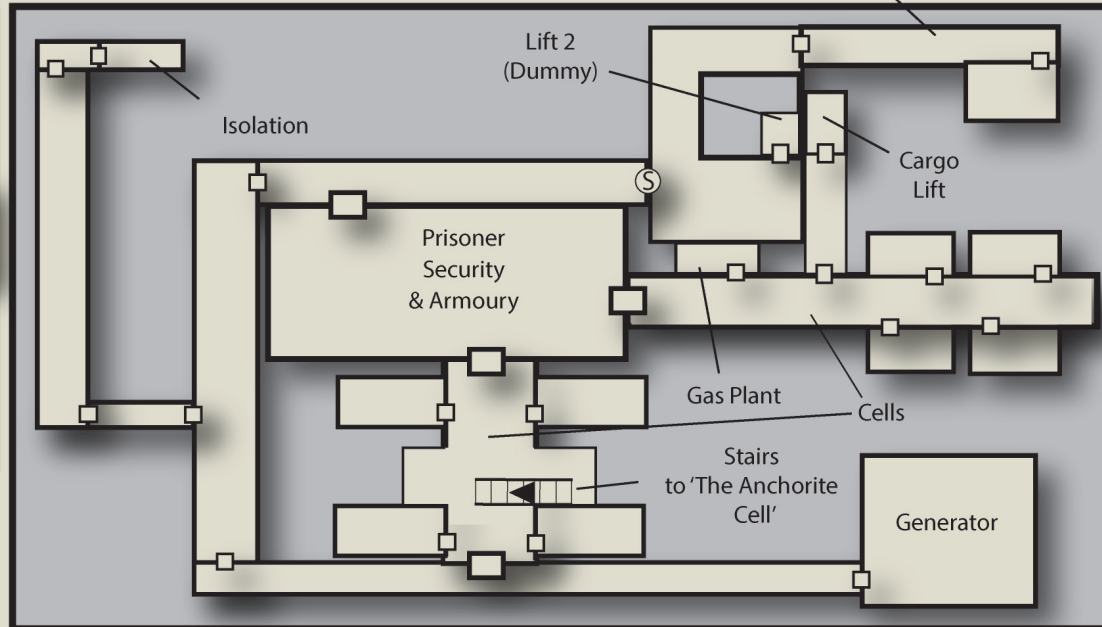 Lift 2
(Dummy)
Isolation
Cargo
Lift
S
Prisoner
Security
& Armoury
Gas Plant
Cells
Stairs
to 'The Anchorite
Cell'
Generator